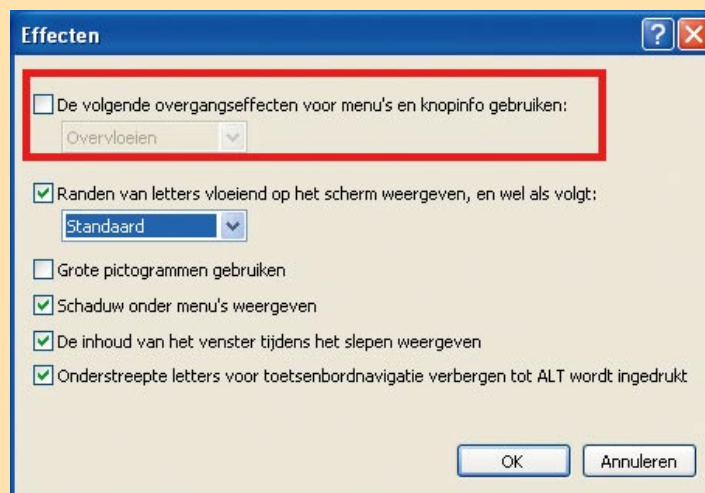 Effecten
De volgende overgangseffecten voor menu's en knopinfo gebruiken:
Overvloeien
Randen van letters vloeiend op het scherm weergeven, en wel als volgt:
Standaard
Grote pictogrammen gebruiken
Schaduw onder menu's weergeven
De inhoud van het venster tijdens het slepen weergeven
Onderstreepte letters voor toetsenbordnavigatie verbergen tot ALT wordt ingedrukt
OK Annuleren